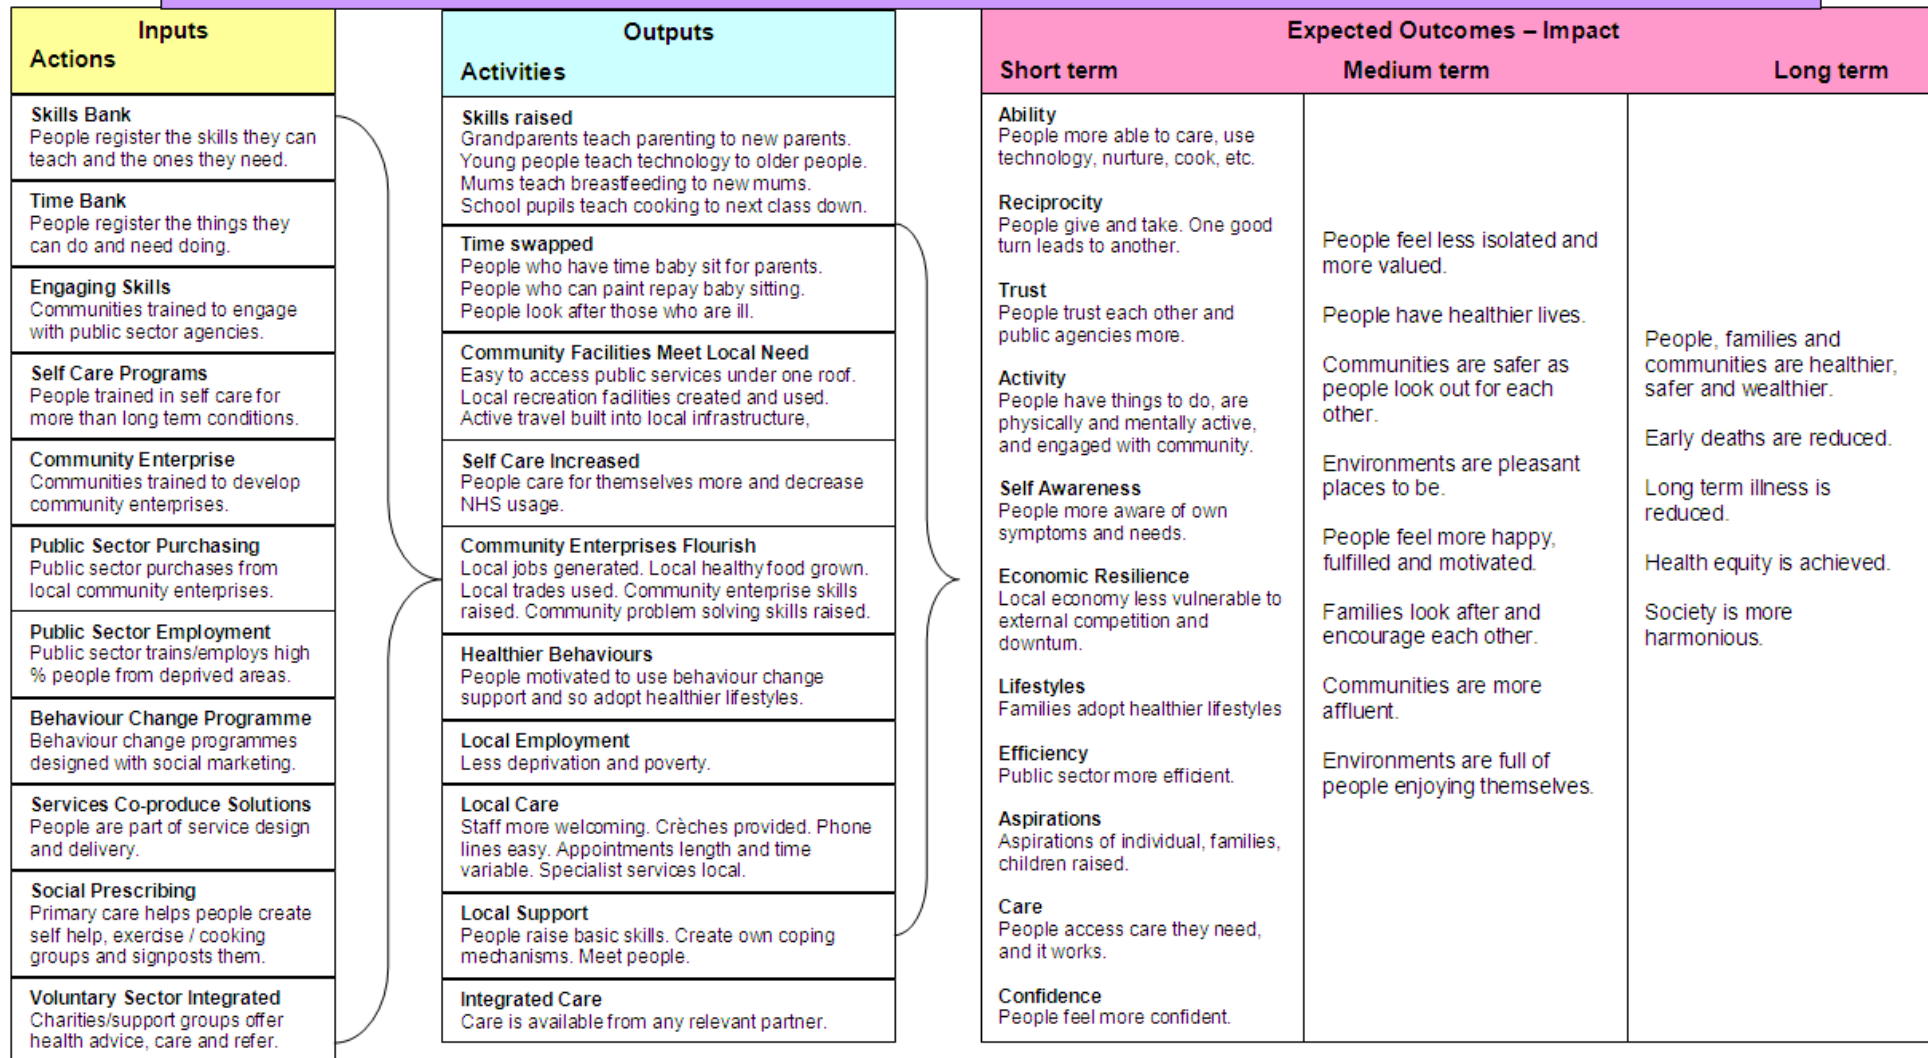 Inputs
Actions
Skills Bank
People register the skills they can
teach and the ones they need.
Time Bank
People register the things they
can do and need doing.
Engaging Skills
Communities trained to engage
with public sector agencies.
Self Care Programs
People trained in self care for
more than long term conditions.
Community Enterprise
Communities trained to develop
community enterprises.
Public Sector Purchasing
Public sector purchases from
local community enterprises.
Public Sector Employment
Public sector trains/employs high
% people from deprived areas.
Behaviour Change Programme
Behaviour change programmes
designed with social marketing.
Services Co-produce Solutions
People are part of service design
and delivery.
Social Prescribing
Primary care helps people create
self help, exercise / cooking
groups and signposts them.
Voluntary Sector Integrated
Charities/support groups offer
health advice, care and refer.
Outputs
Activities
Skills raised
Grandparents teach parenting to new parents.
Young people teach technology to older people.
Mums teach breastfeeding to new mums.
School pupils teach cooking to next class down.
Time swapped
People who have time baby sit for parents.
People who can paint repay baby sitting.
People look after those who are ill.
Community Facilities Meet Local Need
Easy to access public services under one roof.
Local recreation facilities created and used.
Active travel built into local infrastructure,
Self Care Increased
People care for themselves more and decrease
NHS usage.
Community Enterprises Flourish
Local jobs generated. Local healthy food grown.
Local trades used. Community enterprise skills
raised. Community problem solving skills raised.
Healthier Behaviours
People motivated to use behaviour change
support and so adopt healthier lifestyles.
Local Employment
Less deprivation and poverty.
Local Care
Staff more welcoming. Crèches provided. Phone
lines easy. Appointments length and time
variable. Specialist services local.
Local Support
People raise basic skills. Create own coping
mechanisms. Meet people.
Integrated Care
Care is available from any relevant partner.
Expected Outcomes – Impact
Short term
Medium term
Long term
Ability
People more able to care, use
technology, nurture, cook, etc.
Reciprocity
People give and take. One good
turn leads to another.
Trust
People trust each other and
public agencies more.
Activity
People have things to do, are
physically and mentally active,
and engaged with community.
Self Awareness
People more aware of own
symptoms and needs.
Economic Resilience
Local economy less vulnerable to
external competition and
downturn.
Lifestyles
Families adopt healthier lifestyles
Efficiency
Public sector more efficient.
Aspirations
Aspirations of individual, families,
children raised.
Care
People access care they need,
and it works.
Confidence
People feel more confident.
People feel less isolated and
more valued.
People have healthier lives.
Communities are safer as
people look out for each
other.
Environments are pleasant
places to be.
People feel more happy,
fulfilled and motivated.
Families look after and
encourage each other.
Communities are more
affluent.
Environments are full of
people enjoying themselves.
People, families and
communities are healthier,
safer and wealthier.
Early deaths are reduced.
Long term illness is
reduced.
Health equity is achieved.
Society is more
harmonious.